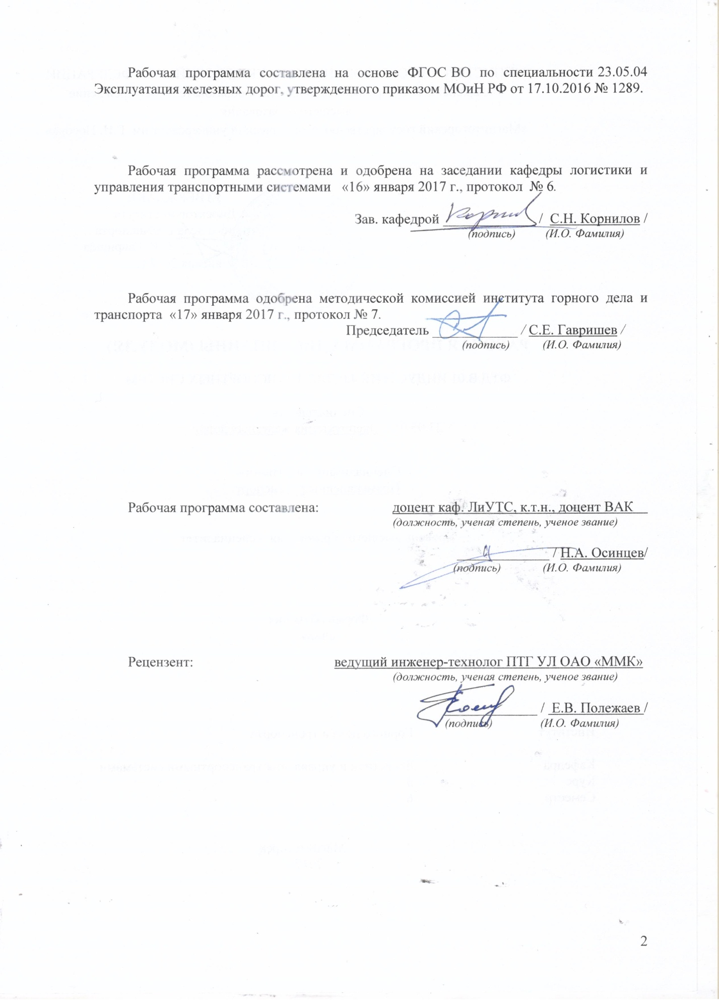 Рабочая программа составлена на основе ФГОС ВО по специальности 23.05.04
Эксплуатация железных дорог, утвержденного приказом МОиН РФ от 17.10.2016 № 1289.
Рабочая программа рассмотрена и одобрена на заседании кафедры логистики и
управления транспортными системами «16» января 2017 г., протокол № 6.
Зав. кафедрой ______________ / С.Н. Корнилов /
(подпись) (И.О. Фамилия)
Рабочая программа одобрена методической комиссией института горного дела и
транспорта «17» января 2017 г., протокол № 7.
Председатель ____________ / С.Е. Гавришев /
(подпись) (И.О. Фамилия)
Рабочая программа составлена: доцент каф. ЛиУТС, к.т.н., доцент ВАК
(должность, ученая степень, ученое звание)
_____________ / Н.А. Осинцев/
(подпись) (И.О. Фамилия)
Рецензент: ведущий инженер-технолог ПТГ УЛ ОАО «ММК»
(должность, ученая степень, ученое звание)
_____________ / Е.В. Полежаев /
(подпись) (И.О. Фамилия)
2